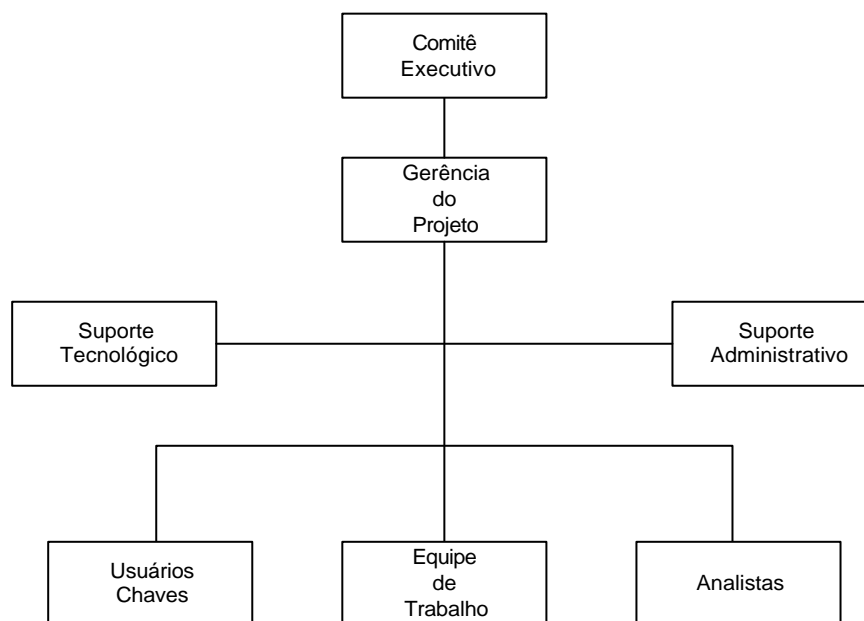 Comitê
Executivo
Gerência
do
Projeto
Suporte
Tecnológico
Suporte
Administrativo
Usuários
Chaves
Equipe
de
Trabalho
Analistas